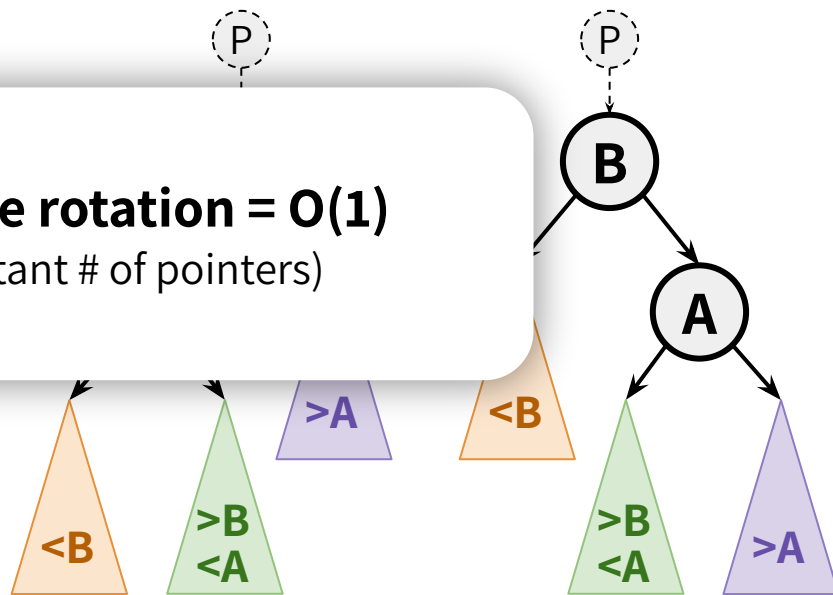 P
P
B
e rotation = O(1)
tant # of pointers)
A
>A
<B
<B
>B
<A
>B
<A
>A